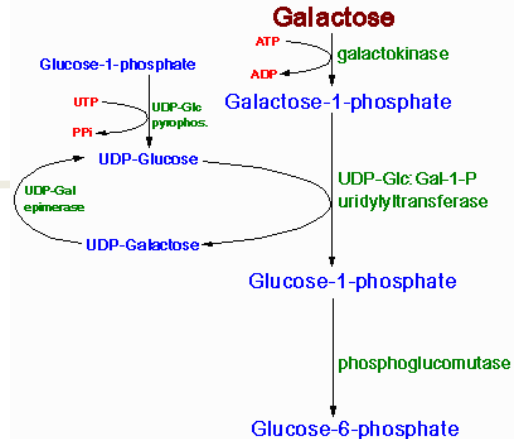 Galactose
ATP
galactokinase
ADP
Galactose-1-phosphate
Glucose-1-phosphate
UTP
UDP-Glc
pyrophos.
PPi
UDP-Glucose
UDP-Gal
epimerase
UDP-Galactose
UDP-Glc:Gal-1-P
uridylyltransferase
Glucose-1-phosphate
phosphoglucomutase
Glucose-6-phosphate